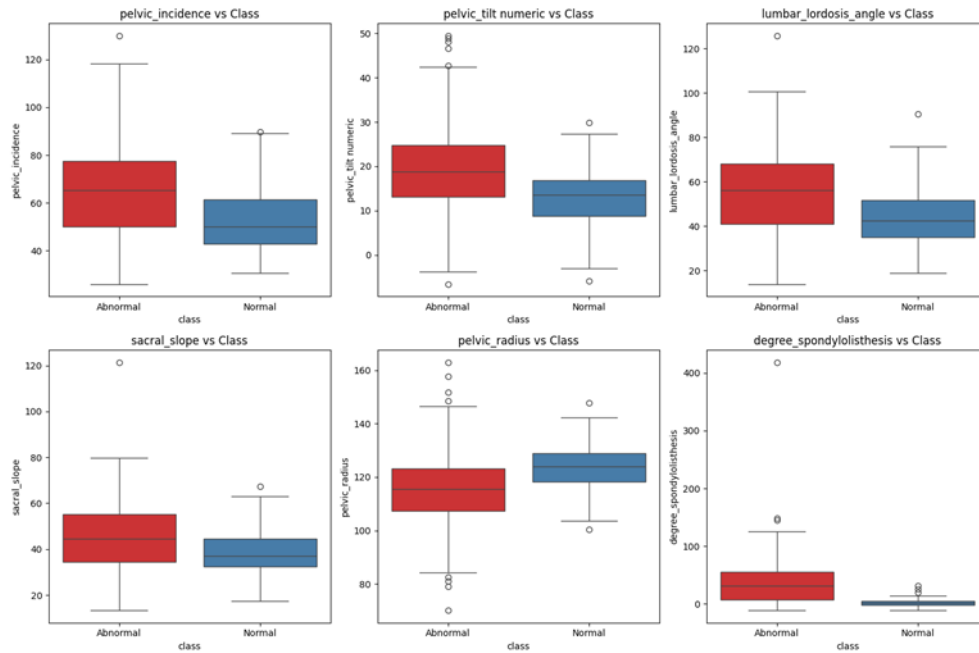 pelvic_incidence vs Class
pelvic_incidence
120
100
80
60
40
Abnormal
Normal
class
pelvic_tilt numeric vs Class
pelvic_tilt numeric
50
40
30
20
10
0
Abnormal
Normal
class
lumbar_lordosis_angle vs Class
lumbar_lordosis_angle
120
100
80
60
40
20
Abnormal
Normal
class
sacral_slope vs Class
sacral_slope
120
100
80
60
40
20
Abnormal
Normal
class
pelvic_radius vs Class
pelvic_radius
160
140
120
100
80
Abnormal
Normal
class
degree_spondylolisthesis vs Class
degree_spondylolisthesis
400
300
200
100
0
Abnormal
Normal
class